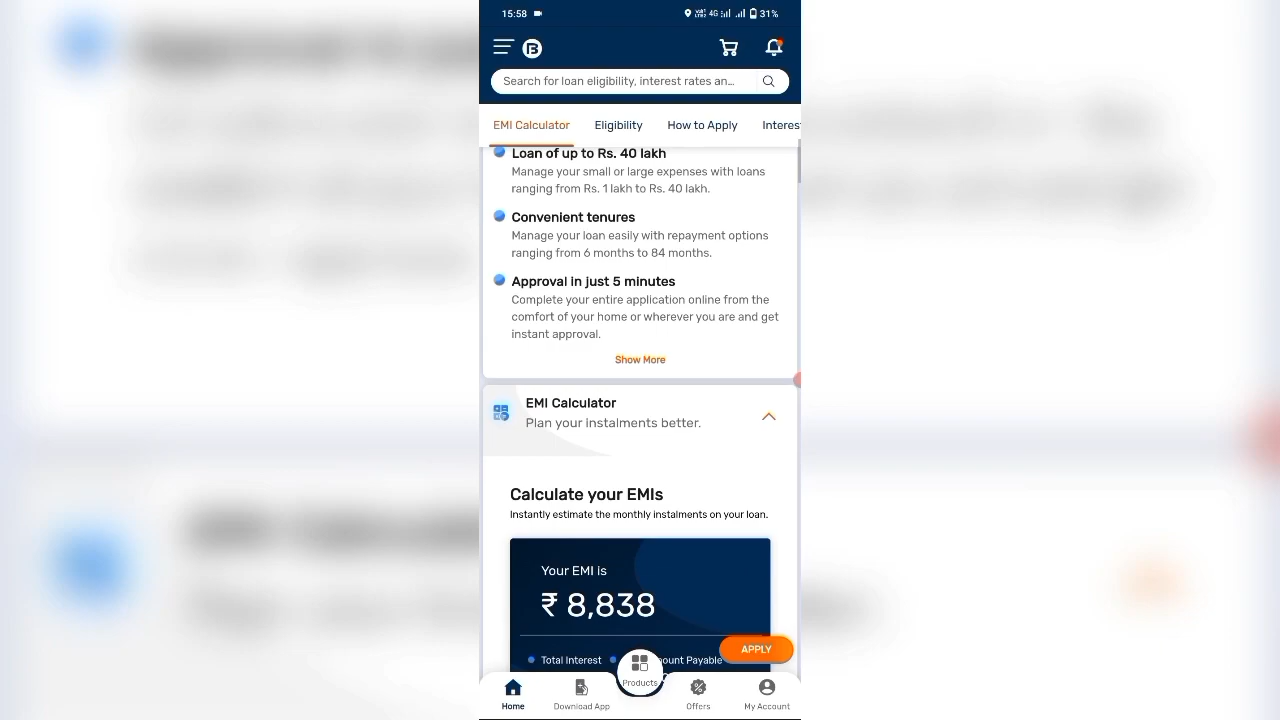 15:58 4G 31%
B
Search for loan eligibility, interest rates an...
EMI Calculator Eligibility How to Apply Interes
Loan of up to Rs. 40 lakh
Manage your small or large expenses with loans
ranging from Rs. 1 lakh to Rs. 40 lakh.
Convenient tenures
Manage your loan easily with repayment options
ranging from 6 months to 84 months.
Approval in just 5 minutes
Complete your entire application online from the
comfort of your home or wherever you are and get
instant approval.
Show More
EMI Calculator
Plan your instalments better.
Calculate your EMIs
Instantly estimate the monthly instalments on your loan.
Your EMI is
₹ 8,838
APPLY
Total Interest ount Payable
Products
Home Download App Offers My Account